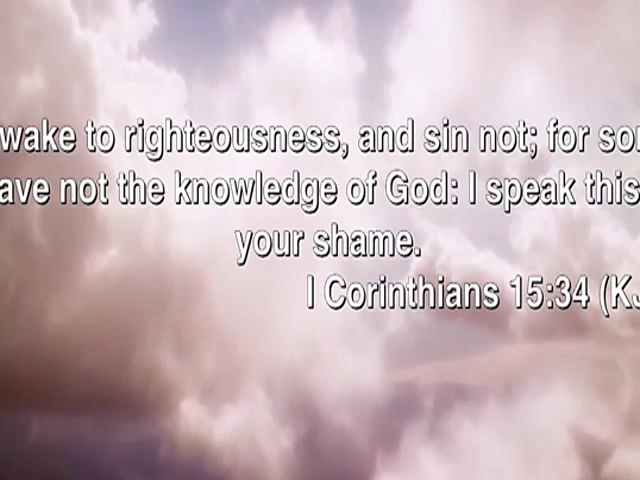 wake to righteousness, and sin not; for so
ave not the knowledge of God: I speak this
your shame.
I Corinthians 15:34 (KJ